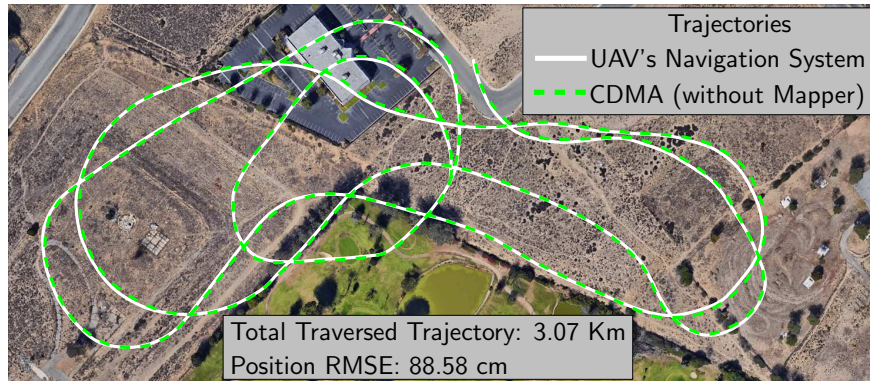 Trajectories
UAV's Navigation System
CDMA (without Mapper)
Total Traversed Trajectory: 3.07 Km
Position RMSE: 88.58 cm